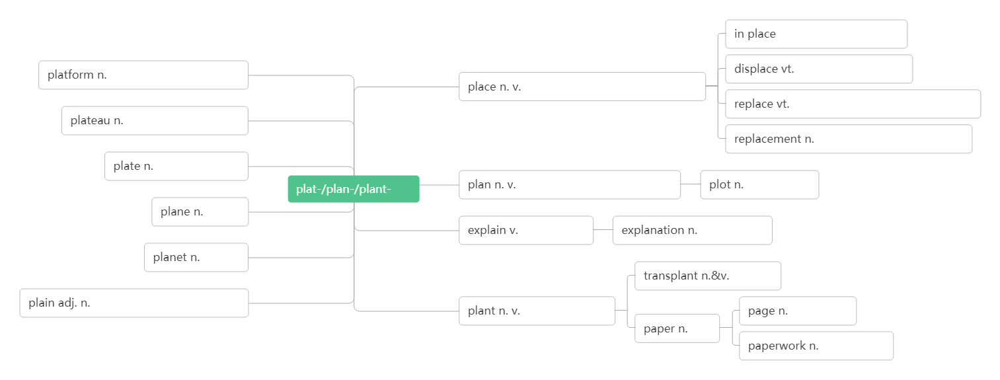 platform n.
plateau n.
plate n.
plane n.
planet n.
plain adj. n.
plat-/plan-/plant-
place n. v.
in place
displace vt.
replace vt.
replacement n.
plan n. v.
plot n.
explain v.
explanation n.
plant n. v.
transplant n.&v.
paper n.
page n.
paperwork n.